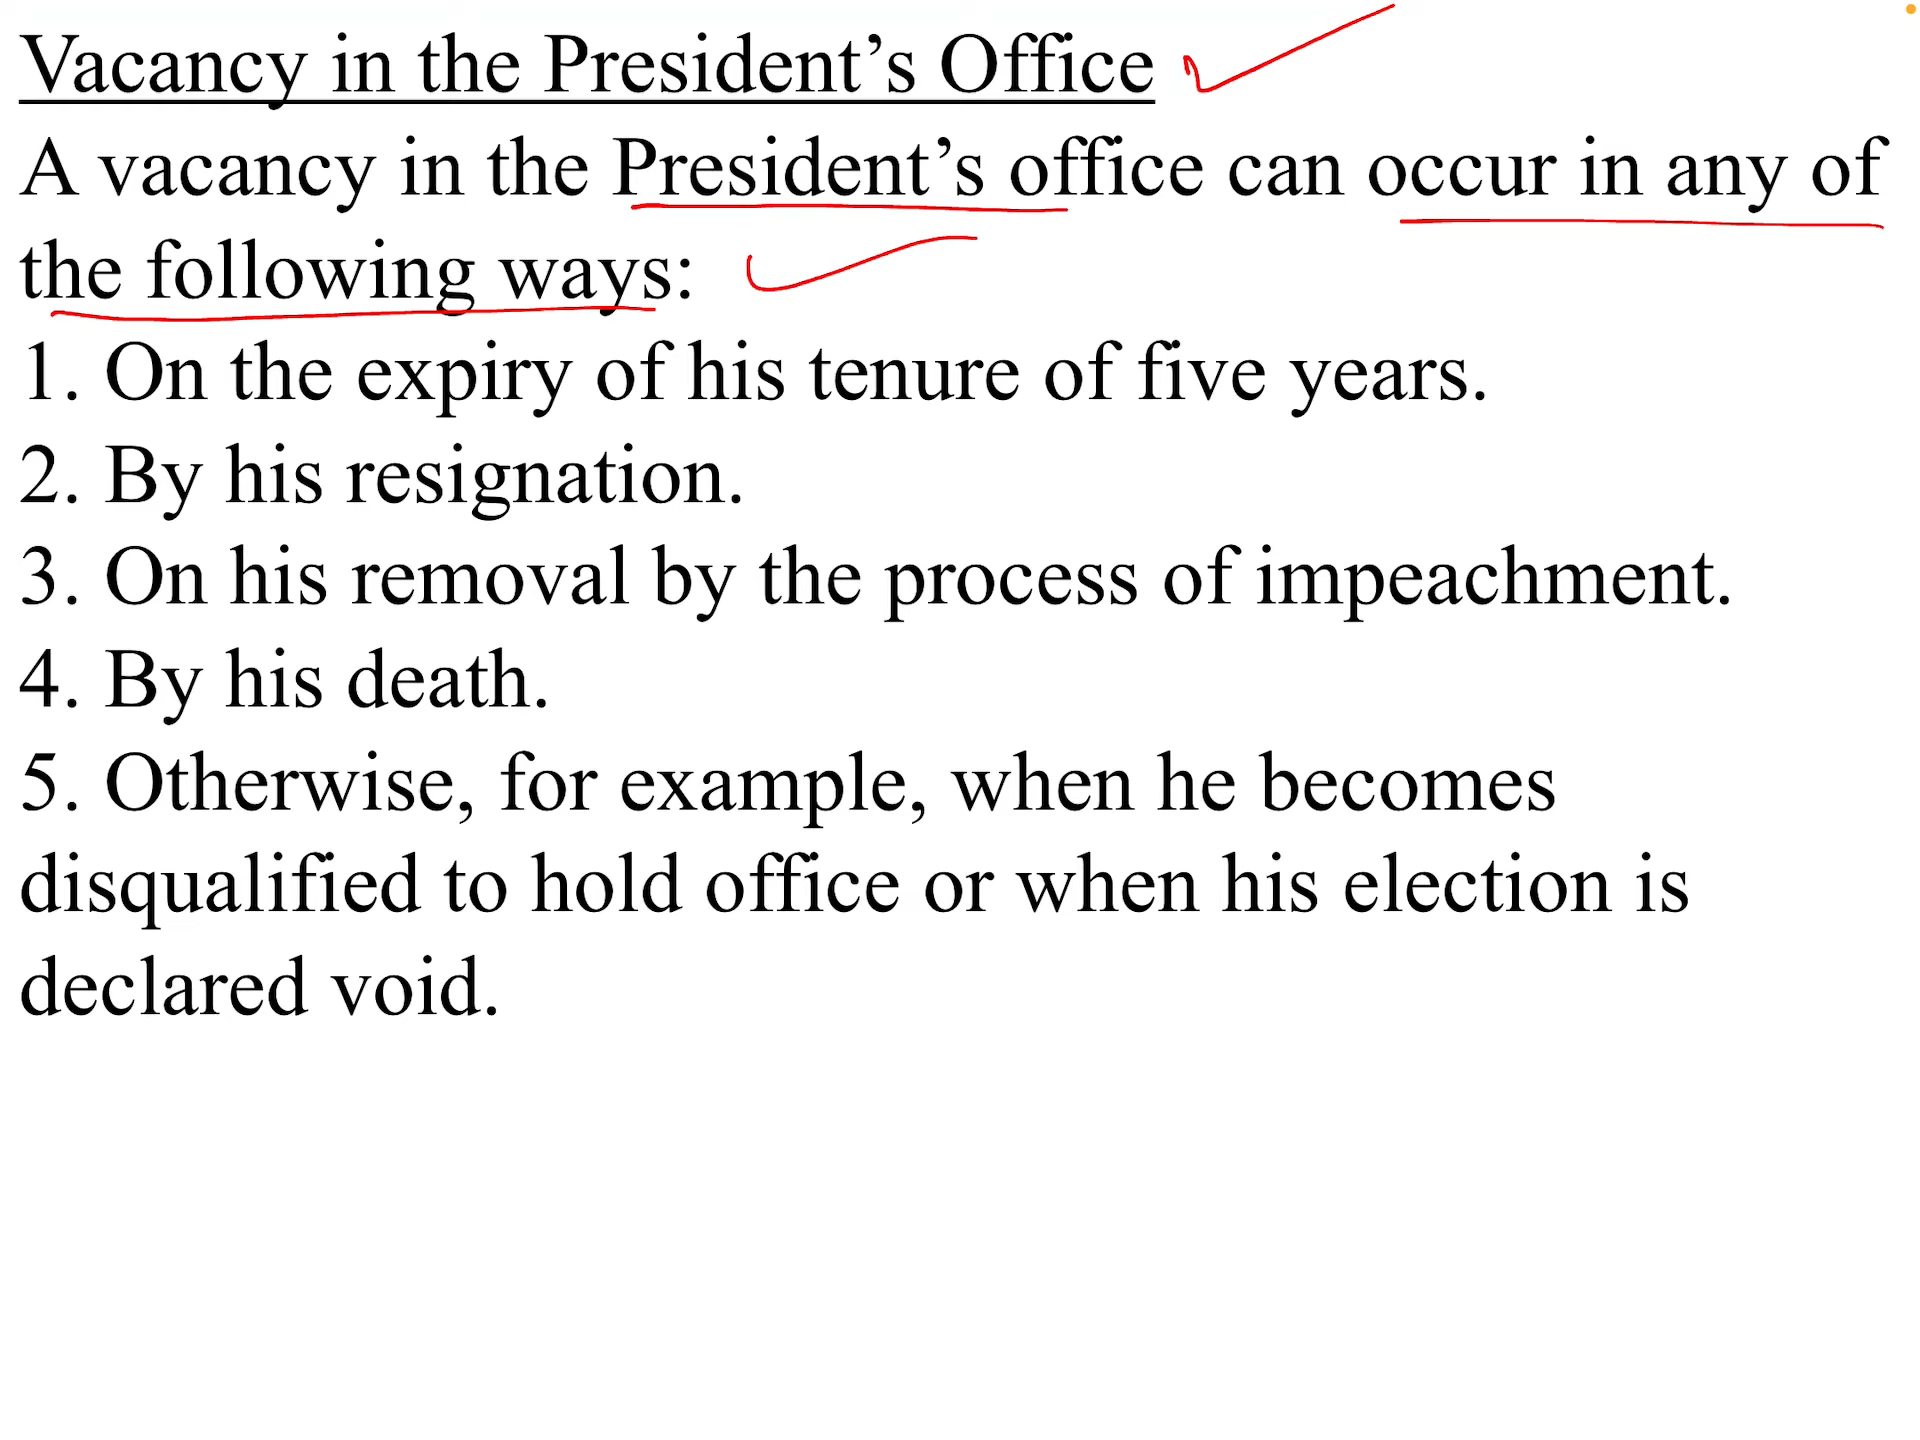 Vacancy in the President’s Office
A vacancy in the President’s office can occur in any of
the following ways:
1. On the expiry of his tenure of five years.
2. By his resignation.
3. On his removal by the process of impeachment.
4. By his death.
5. Otherwise, for example, when he becomes
disqualified to hold office or when his election is
declared void.